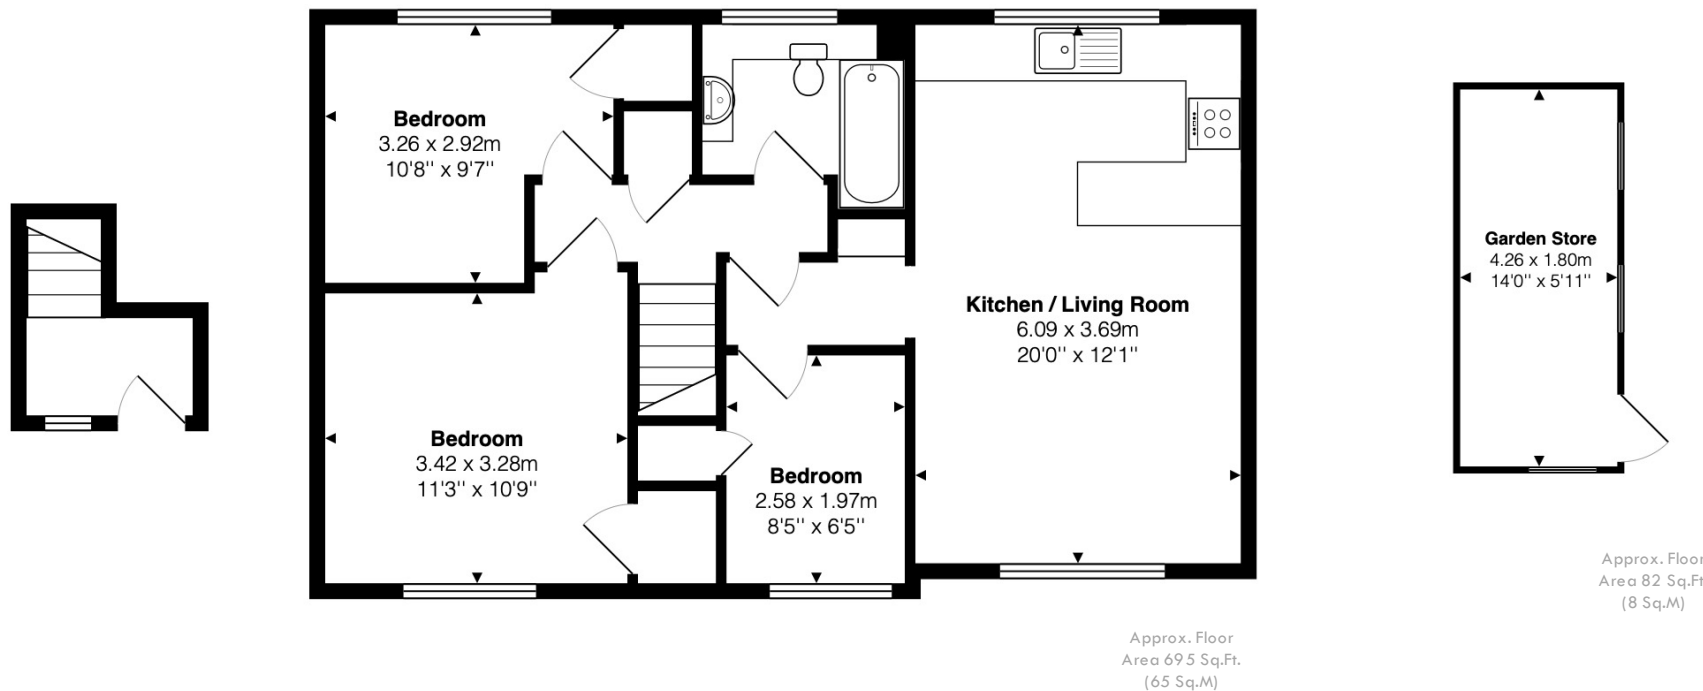 Bedroom
3.26 x 2.92m
10'8'' x 9'7''
Bedroom
3.42 x 3.28m
11'3'' x 10'9''
Bedroom
2.58 x 1.97m
8'5'' x 6'5''
Kitchen / Living Room
6.09 x 3.69m
20'0'' x 12'1''
Garden Store
4.26 x 1.80m
14'0'' x 5'11''
Approx. Floor
Area 82 Sq.Ft
(8 Sq.M)
Approx. Floor
Area 695 Sq.Ft.
(65 Sq.M)